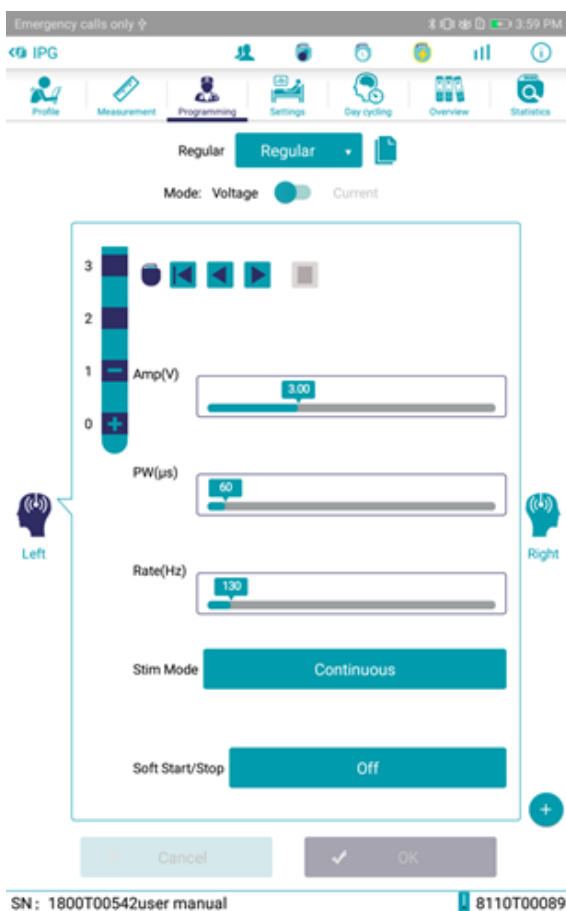 Emergency calls only 3:59 PM
IPG
Profile Measurement Programming Settings Day cycling Overview Statistics
Regular Regular
Mode: Voltage Current
3
2
1 Amp(V) 3.00
0
PW(µs) 60
Left Right
Rate(Hz) 130
Stim Mode Continuous
Soft Start/Stop Off
Cancel OK
SN: 1800T00542user manual 8110T00089